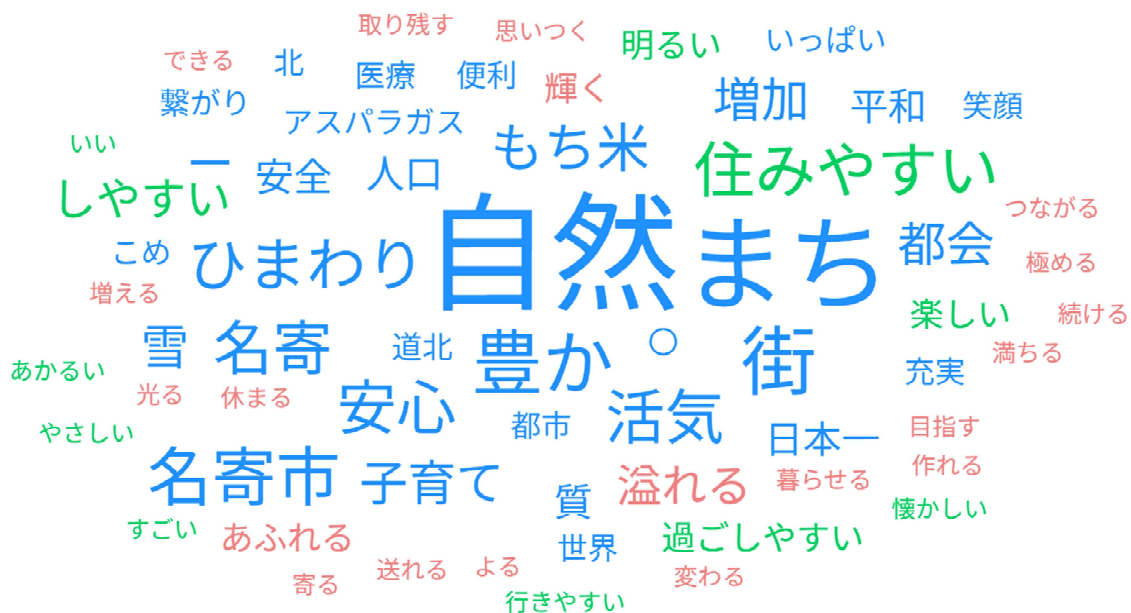 取り残す
思いつく
明るい
いっぱい
できる
北
医療
便利
輝く
増加
平和
笑顔
繋がり
アスパラガス
もち米
いい
一
安全
人口
住みやすい
しやすい
自然
まち
つながる
こめ
ひまわり
都会
極める
増える
雪
名寄
道北
豊か
。
街
楽しい
続ける
満ちる
あかるい
光る
休まる
安心
都市
活気
充実
やさしい
日本一
目指す
名寄市
子育て
質
溢れる
暮らせる
作れる
懐かしい
すごい
あふれる
世界
過ごしやすい
寄る
送れる
よる
変わる
行きやすい